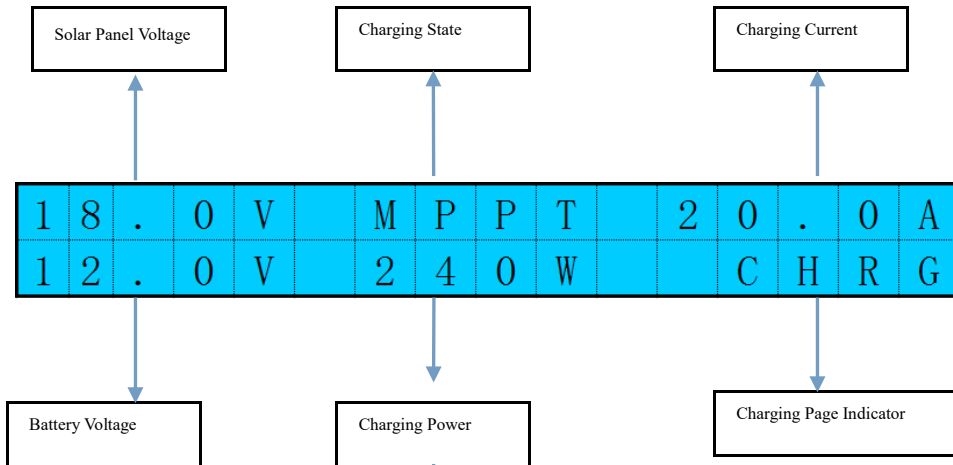 Solar Panel Voltage
Charging State
Charging Current
18.0V MPPT 20.0A
12.0V 240W CHRG
Battery Voltage
Charging Power
Charging Page Indicator